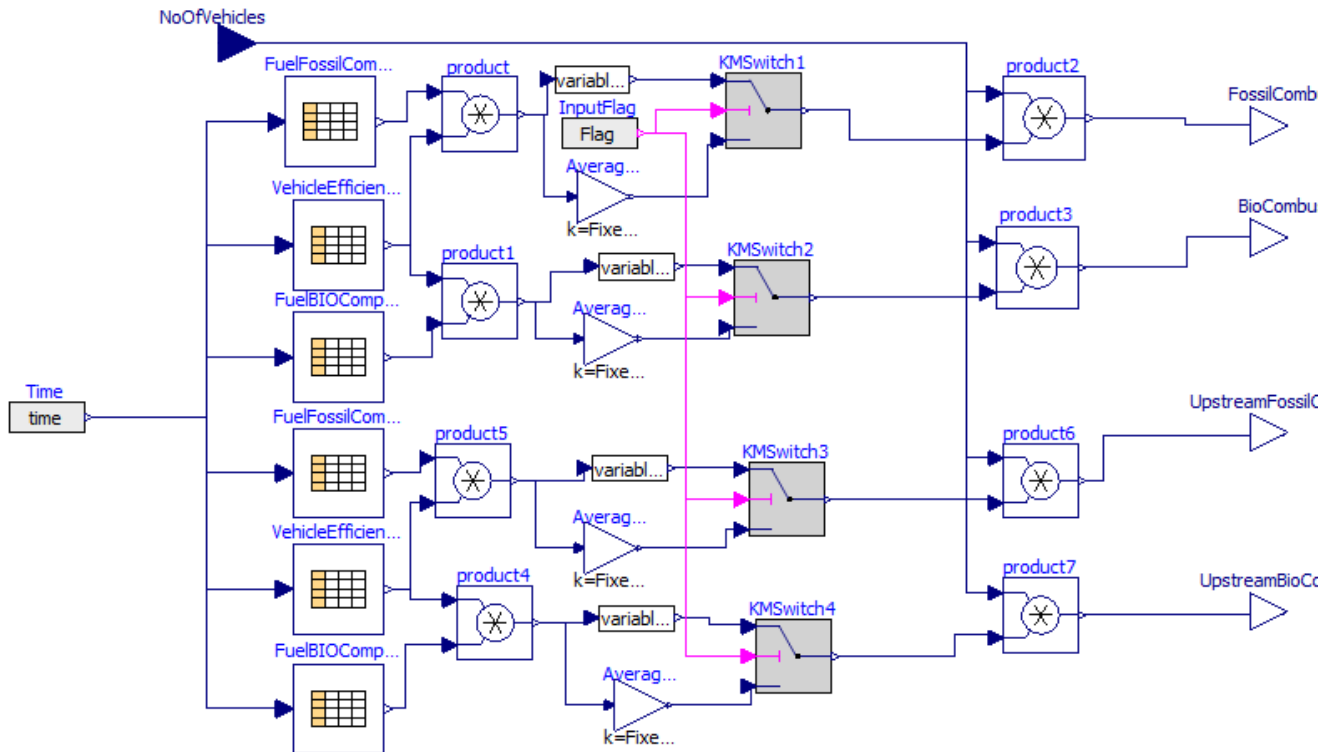 NoOfVehicles
FuelFossilCom...
product
variabl...
KMSwitch1
product2
FossilCombu
InputFlag
Flag
Averag...
k=Fixe...
VehicleEfficien...
product1
variabl...
KMSwitch2
product3
BioCombus
FuelBIOComp...
Averag...
k=Fixe...
Time
time
FuelFossilCom...
product5
variabl...
KMSwitch3
product6
UpstreamFossilC
Averag...
k=Fixe...
VehicleEfficien...
product4
variabl...
KMSwitch4
product7
UpstreamBioCo
FuelBIOComp...
Averag...
k=Fixe...